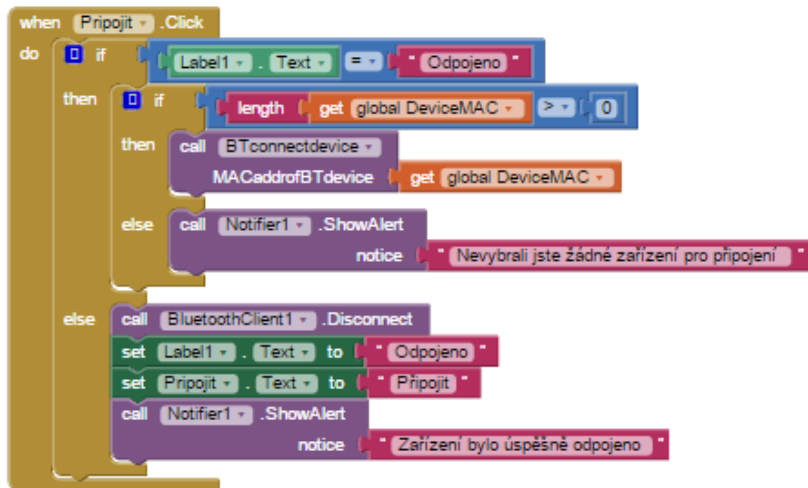 when Pripojit .Click
do if Label1 . Text = " Odpojeno "
then if length get global DeviceMAC > 0
then call BTconnectdevice
MACaddrofBTdevice get global DeviceMAC
else call Notifier1 .ShowAlert
notice " Nevybrali jste žádné zařízení pro připojení "
else call BluetoothClient1 .Disconnect
set Label1 . Text to " Odpojeno "
set Pripojit . Text to " Připojit "
call Notifier1 .ShowAlert
notice " Zařízení bylo úspěšně odpojeno "